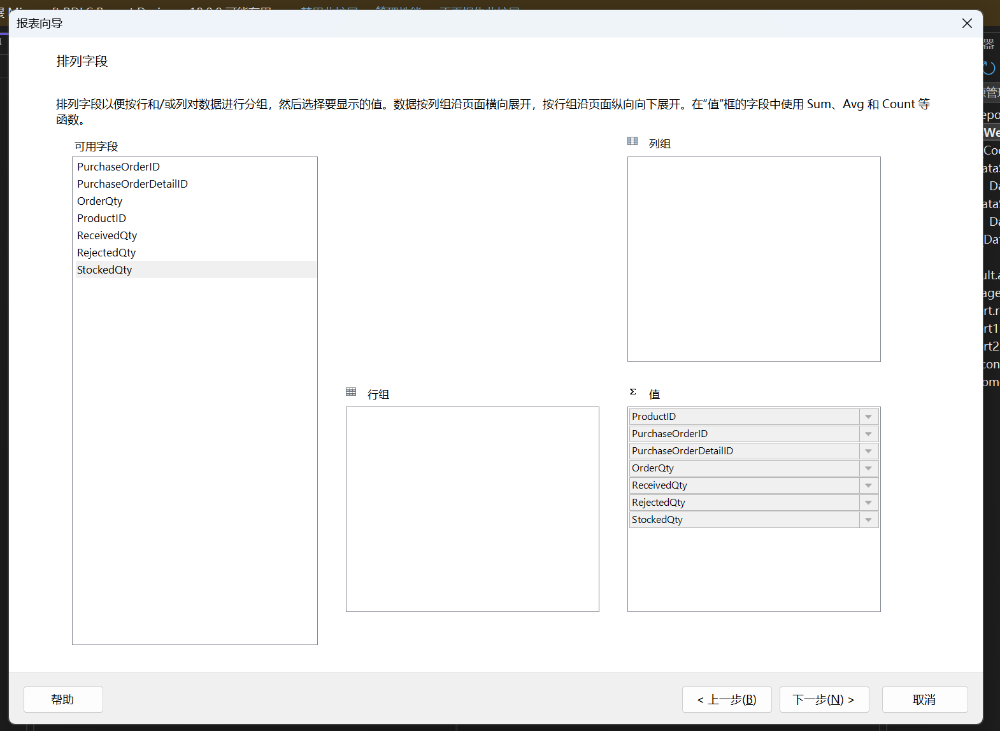 报表向导
排列字段
排列字段以便按行和/或列对数据进行分组，然后选择要显示的值。数据按列组沿页面横向展开，按行组沿页面纵向向下展开。在“值”框的字段中使用 Sum、Avg 和 Count 等
函数。
可用字段
PurchaseOrderID
PurchaseOrderDetailID
OrderQty
ProductID
ReceivedQty
RejectedQty
StockedQty
列组
行组
Σ 值
ProductID
PurchaseOrderID
PurchaseOrderDetailID
OrderQty
ReceivedQty
RejectedQty
StockedQty
帮助
< 上一步(B)
下一步(N) >
取消